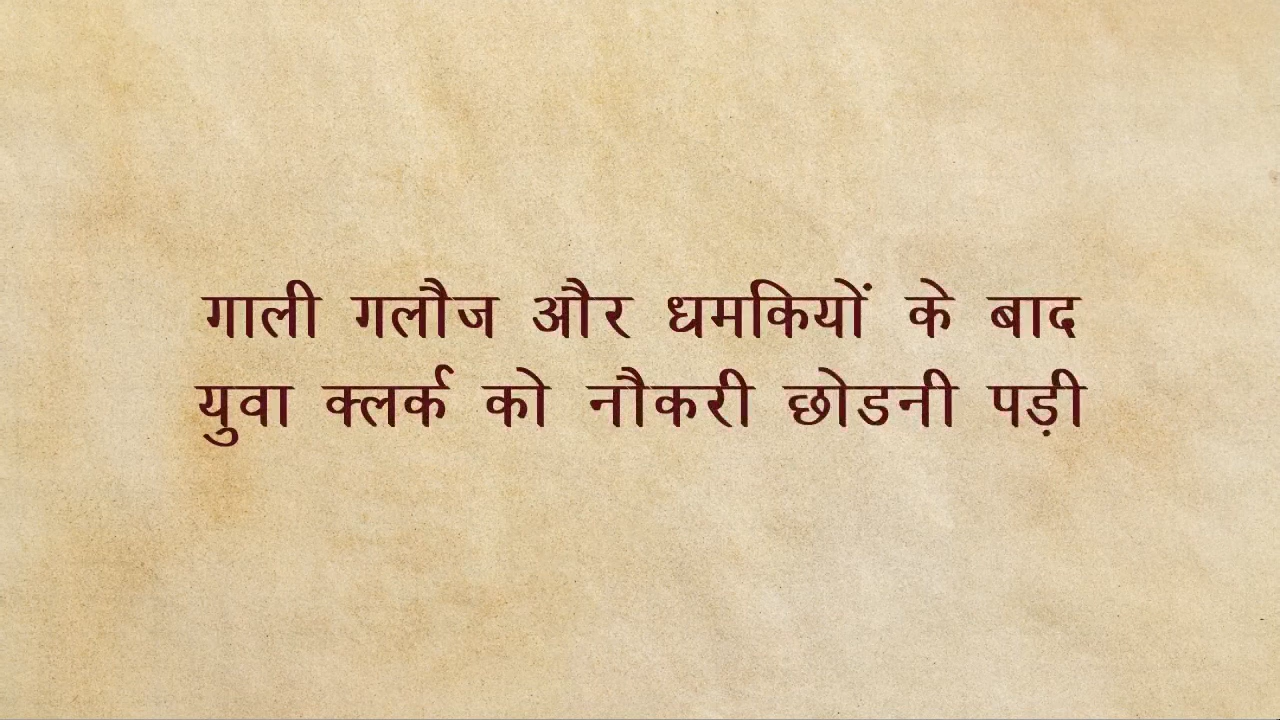 गाली गलौज और धमकियों के बाद
युवा क्लर्क को नौकरी छोडनी पड़ी